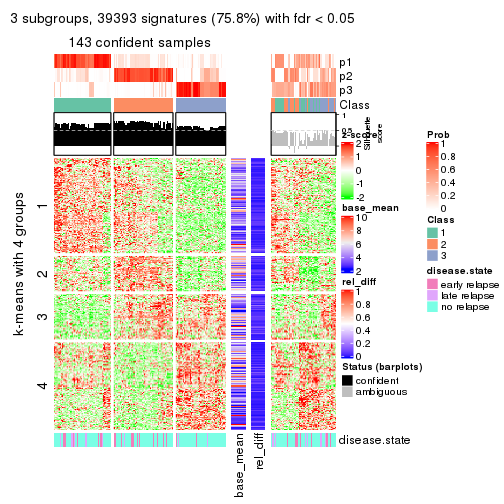 3 subgroups, 39393 signatures (75.8%) with fdr < 0.05
143 confident samples
p1
p2
p3
Class
1
0.5
0
Silhouette
score
k-means with 4 groups
1
2
3
4
base_mean
rel_diff
disease.state
z-score
2
1
0
-1
-2
base_mean
10
8
6
4
2
rel_diff
1
0.8
0.6
0.4
0.2
0
Status (barplots)
confident
ambiguous
Prob
1
0.8
0.6
0.4
0.2
0
Class
1
2
3
disease.state
early relapse
late relapse
no relapse